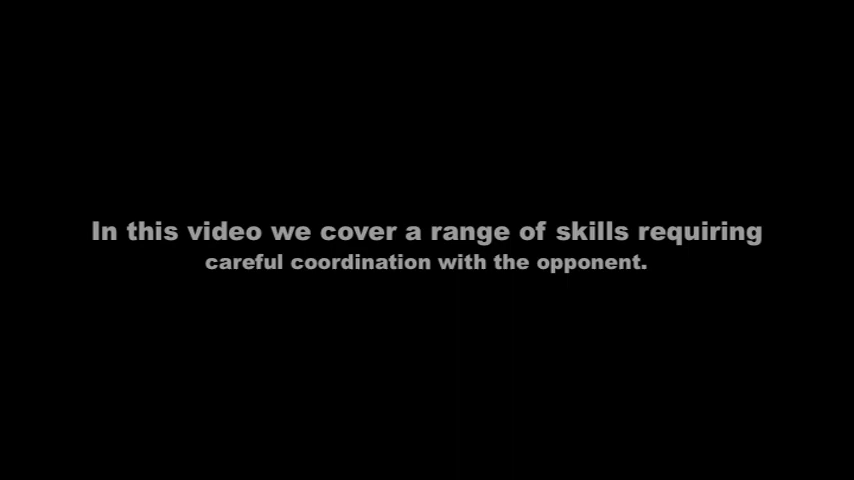 In this video we cover a range of skills requiring
careful coordination with the opponent.